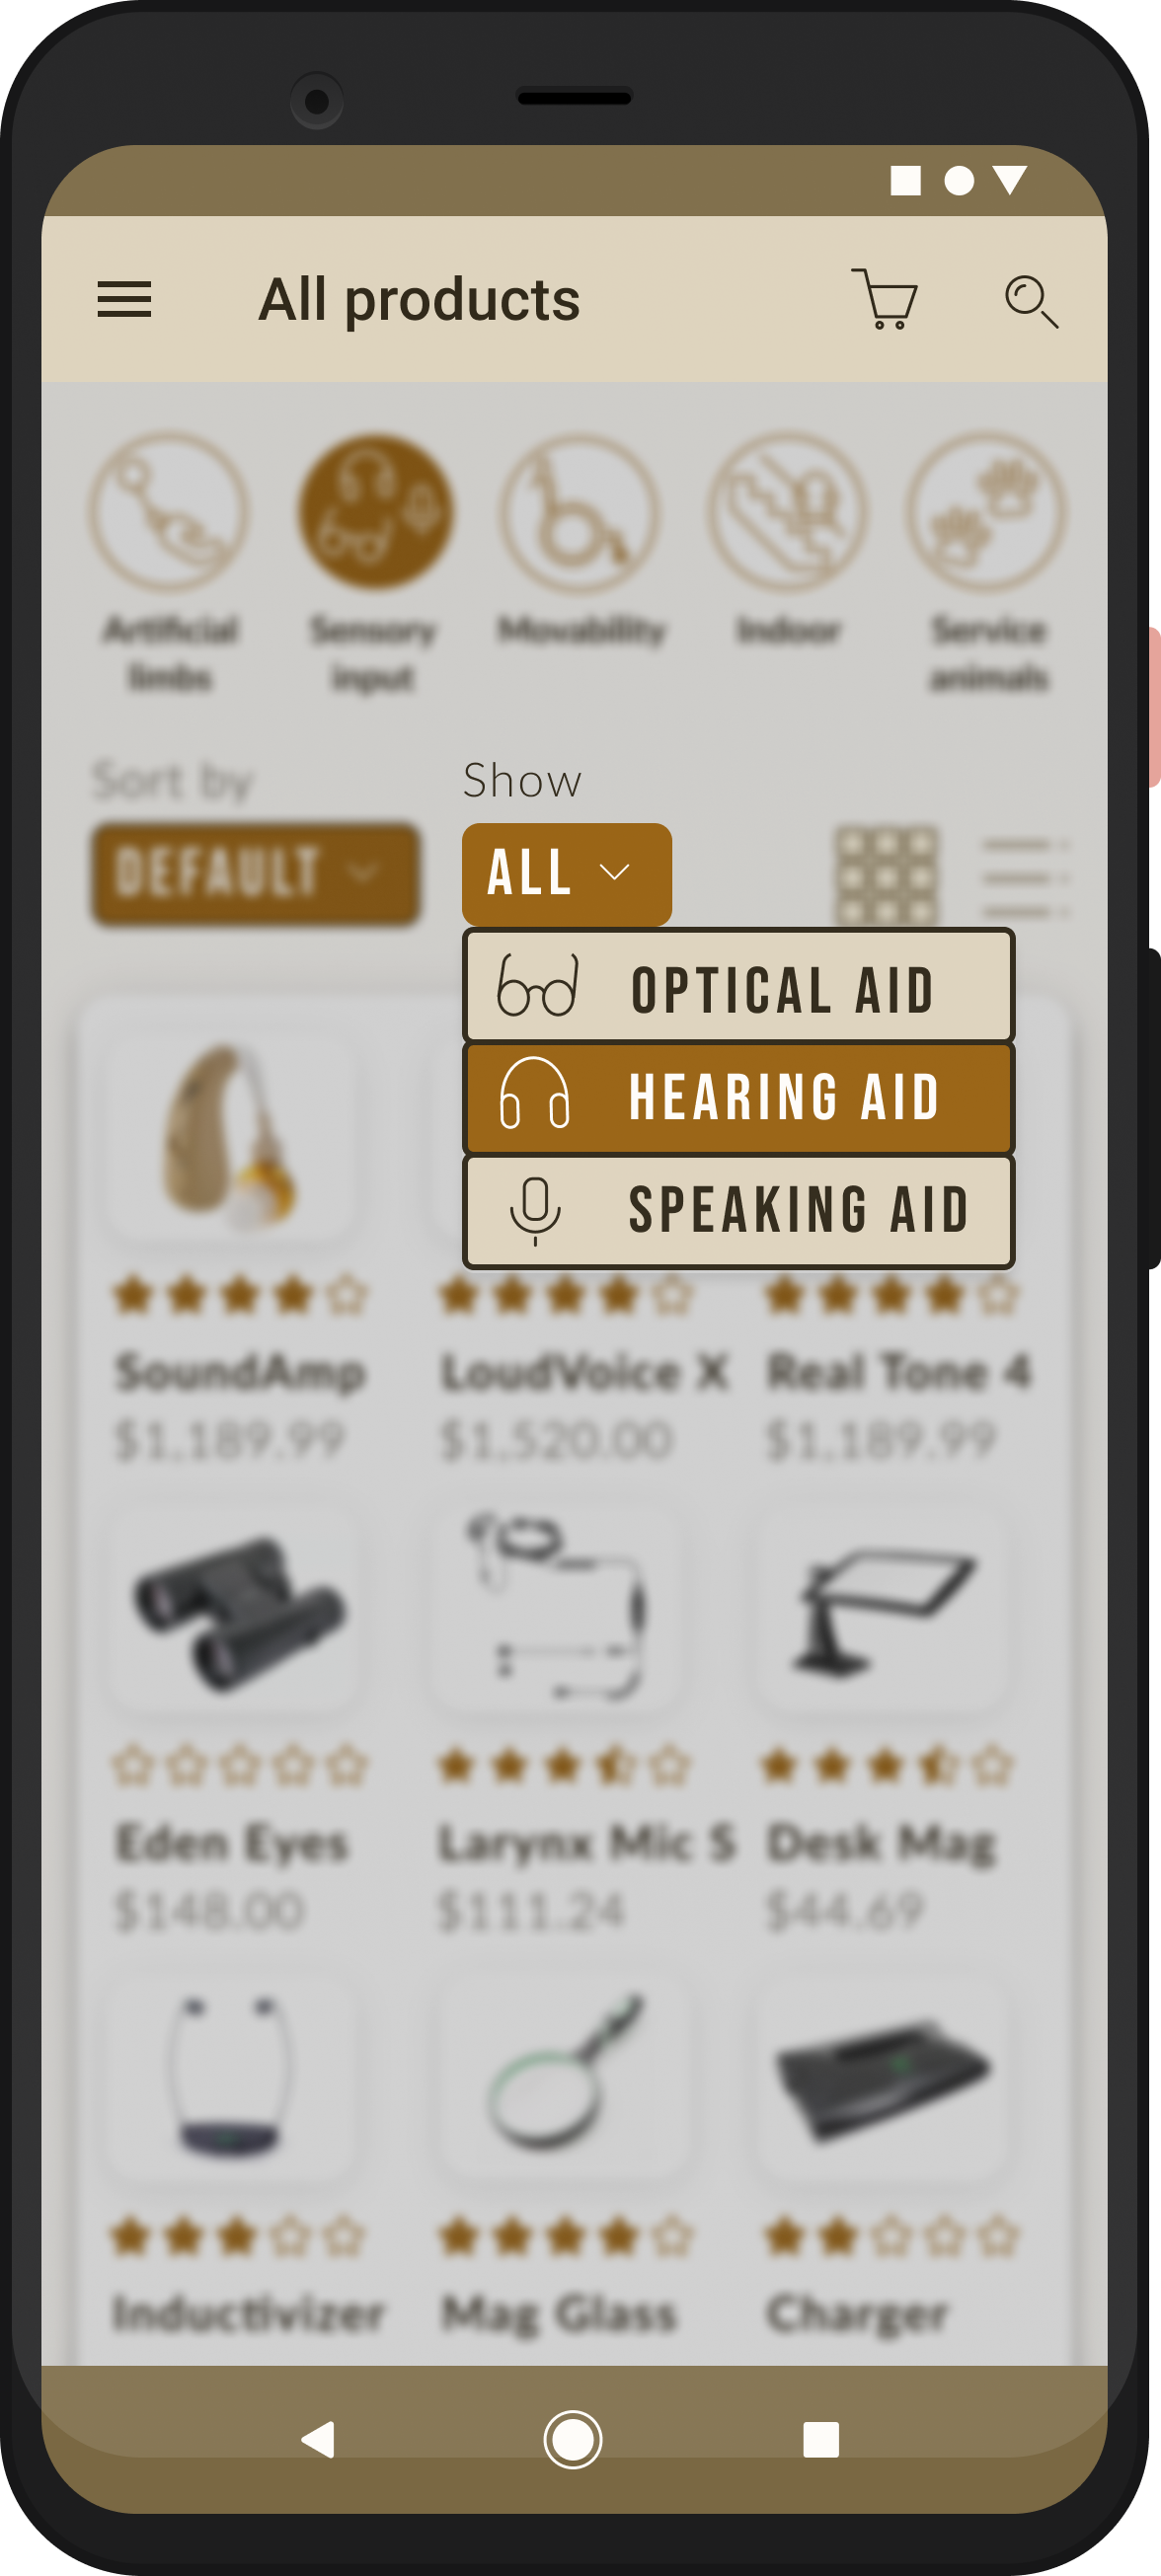 All products
Artificial
limbs
Sensory
input
Movability
Indoor
Service
animals
Sort by
Show
DEFAULT
ALL
OPTICAL AID
HEARING AID
SPEAKING AID
SoundAmp
LoudVoice X
Real Tone 4
$1,189.99
$1,520.00
$1,189.99
Eden Eyes
Larynx Mic S
Desk Mag
$148.00
$111.24
$44.69
Inductivizer
Mag Glass
Charger